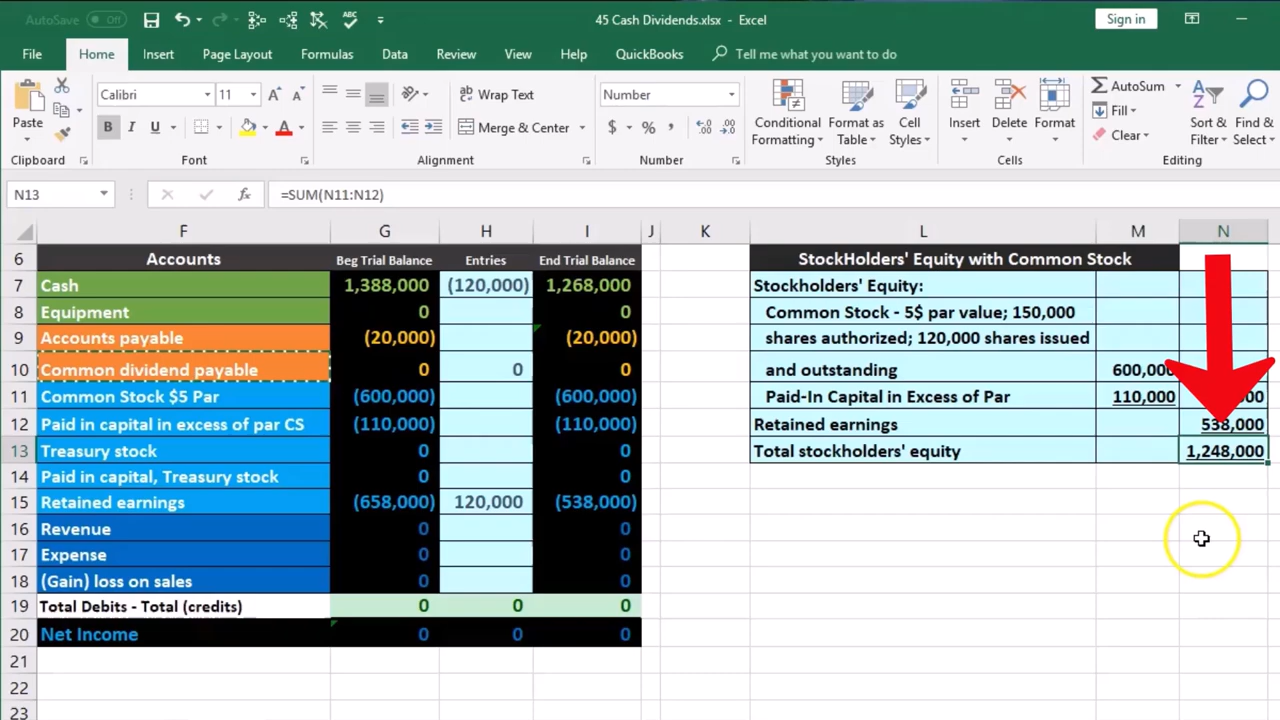 AutoSave Off 45 Cash Dividends.xlsx - Excel Sign in
File Home Insert Page Layout Formulas Data Review View Help QuickBooks Tell me what you want to do
Paste Calibri 11 A A Wrap Text Number Conditional Formatting Format as Table Cell Styles Insert Delete Format AutoSum Fill Clear Sort & Filter Find & Select
B I U A Merge & Center $ % ,
Clipboard Font Alignment Number Styles Cells Editing
N13 fx =SUM(N11:N12)
F G H I J K L M N
6 Accounts Beg Trial Balance Entries End Trial Balance StockHolders' Equity with Common Stock
7 Cash 1,388,000 (120,000) 1,268,000 Stockholders' Equity:
8 Equipment 0 0 Common Stock - 5$ par value; 150,000
9 Accounts payable (20,000) (20,000) shares authorized; 120,000 shares issued
10 Common dividend payable 0 0 0 and outstanding 600,000
11 Common Stock $5 Par (600,000) (600,000) Paid-In Capital in Excess of Par 110,000
12 Paid in capital in excess of par CS (110,000) (110,000) Retained earnings 538,000
13 Treasury stock 0 0 Total stockholders' equity 1,248,000
14 Paid in capital, Treasury stock 0 0
15 Retained earnings (658,000) 120,000 (538,000)
16 Revenue 0 0
17 Expense 0 0
18 (Gain) loss on sales 0 0
19 Total Debits - Total (credits) 0 0 0
20 Net Income 0 0 0
21
22
23